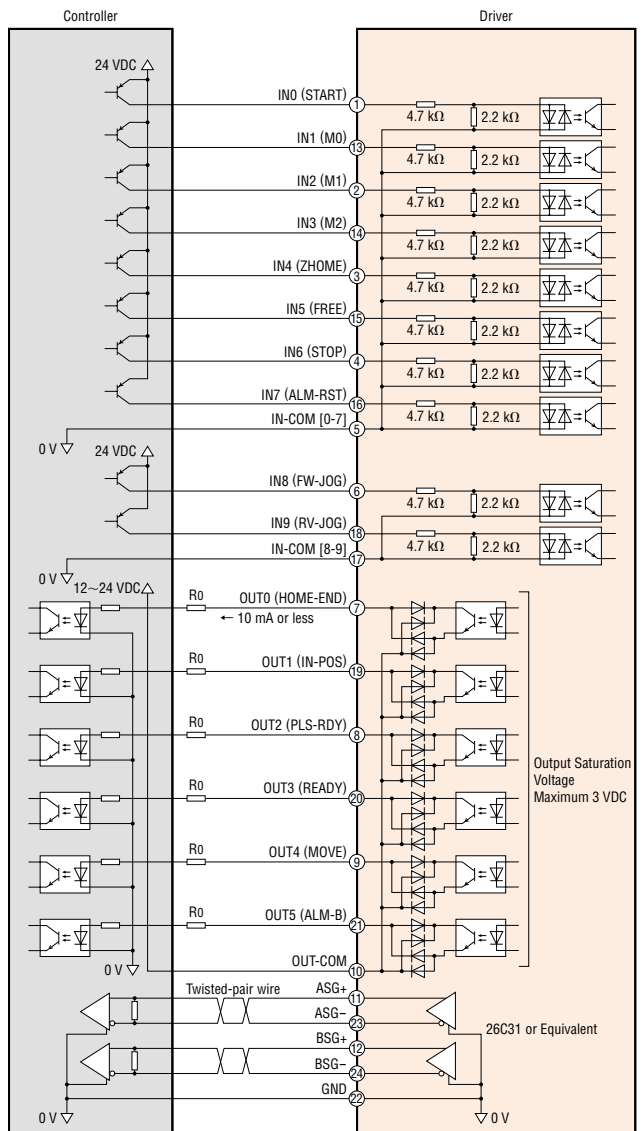 Controller
Driver
24 VDC
IN0 (START)
1
4.7 kΩ
2.2 kΩ
IN1 (M0)
13
4.7 kΩ
2.2 kΩ
IN2 (M1)
2
4.7 kΩ
2.2 kΩ
IN3 (M2)
14
4.7 kΩ
2.2 kΩ
IN4 (ZHOME)
3
4.7 kΩ
2.2 kΩ
IN5 (FREE)
15
4.7 kΩ
2.2 kΩ
IN6 (STOP)
4
4.7 kΩ
2.2 kΩ
IN7 (ALM-RST)
16
4.7 kΩ
2.2 kΩ
IN-COM [0-7]
5
0 V
24 VDC
IN8 (FW-JOG)
6
4.7 kΩ
2.2 kΩ
IN9 (RV-JOG)
18
4.7 kΩ
2.2 kΩ
IN-COM [8-9]
17
0 V
12~24 VDC
R0
OUT0 (HOME-END)
7
← 10 mA or less
R0
OUT1 (IN-POS)
19
R0
OUT2 (PLS-RDY)
8
Output Saturation
Voltage
Maximum 3 VDC
R0
OUT3 (READY)
20
R0
OUT4 (MOVE)
9
R0
OUT5 (ALM-B)
21
0 V
OUT-COM
10
Twisted-pair wire
ASG+
11
ASG−
23
26C31 or Equivalent
BSG+
12
BSG−
24
GND
22
0 V
0 V